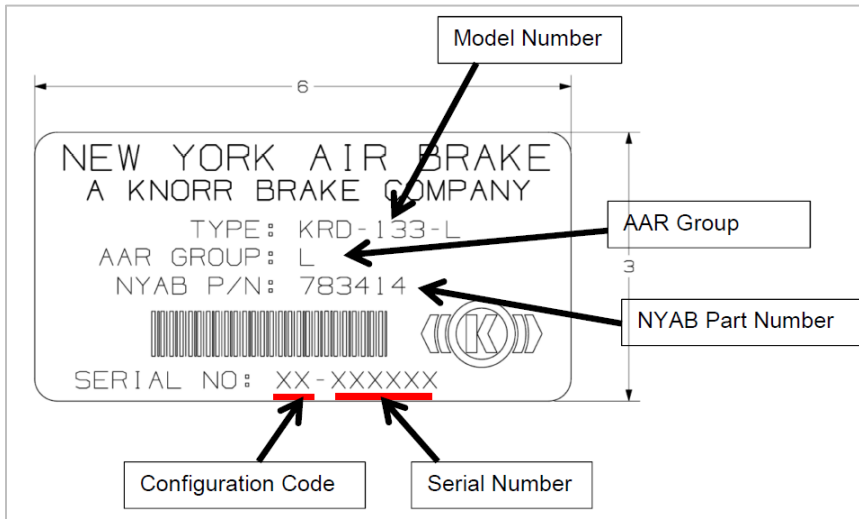 Model Number
6
NEW YORK AIR BRAKE
A KNORR BRAKE COMPANY
TYPE: KRD-133-L
AAR Group
AAR GROUP: L
3
NYAB P/N: 783414
NYAB Part Number
K
SERIAL NO: XX-XXXXXX
Configuration Code
Serial Number